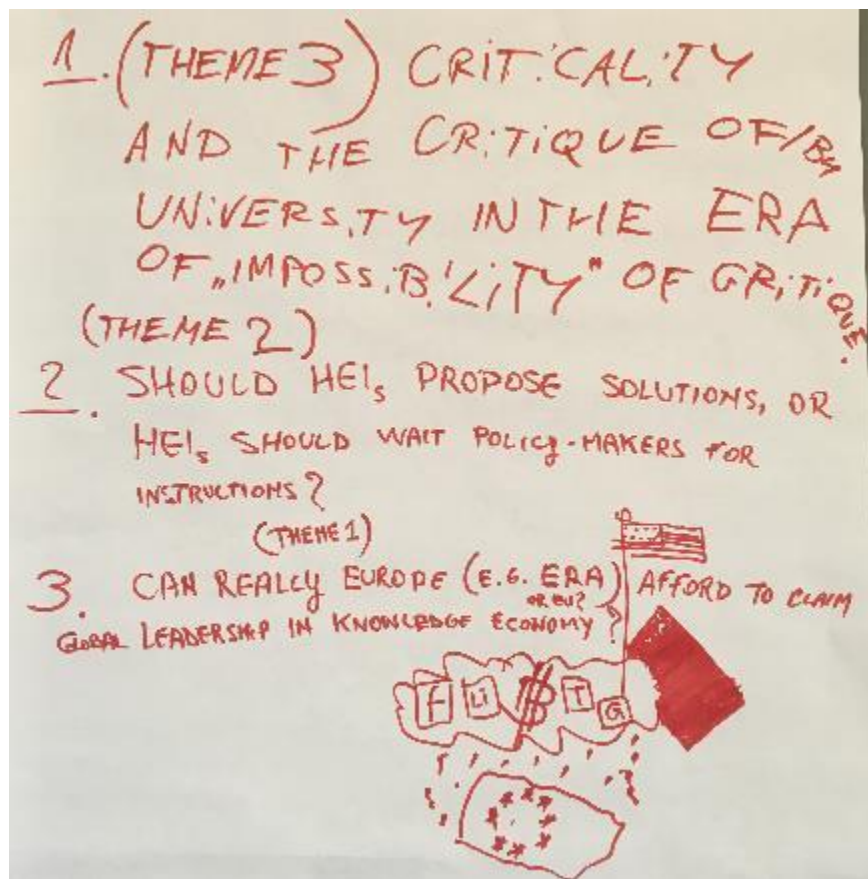 1. (THEME 3) CRITICALITY
AND THE CRITIQUE OF/BY
UNIVERSITY IN THE ERA
OF „IMPOSSIBILITY" OF CRITIQUE.
(THEME 2)
2. SHOULD HEIs PROPOSE SOLUTIONS, OR
HEIs SHOULD WAIT POLICY-MAKERS FOR
INSTRUCTIONS?
(THEME 1)
3. CAN REALLY EUROPE (E.G. ERA) AFFORD TO CLAIM
OR EU?
GLOBAL LEADERSHIP IN KNOWLEDGE ECONOMY?
F LI $ T G